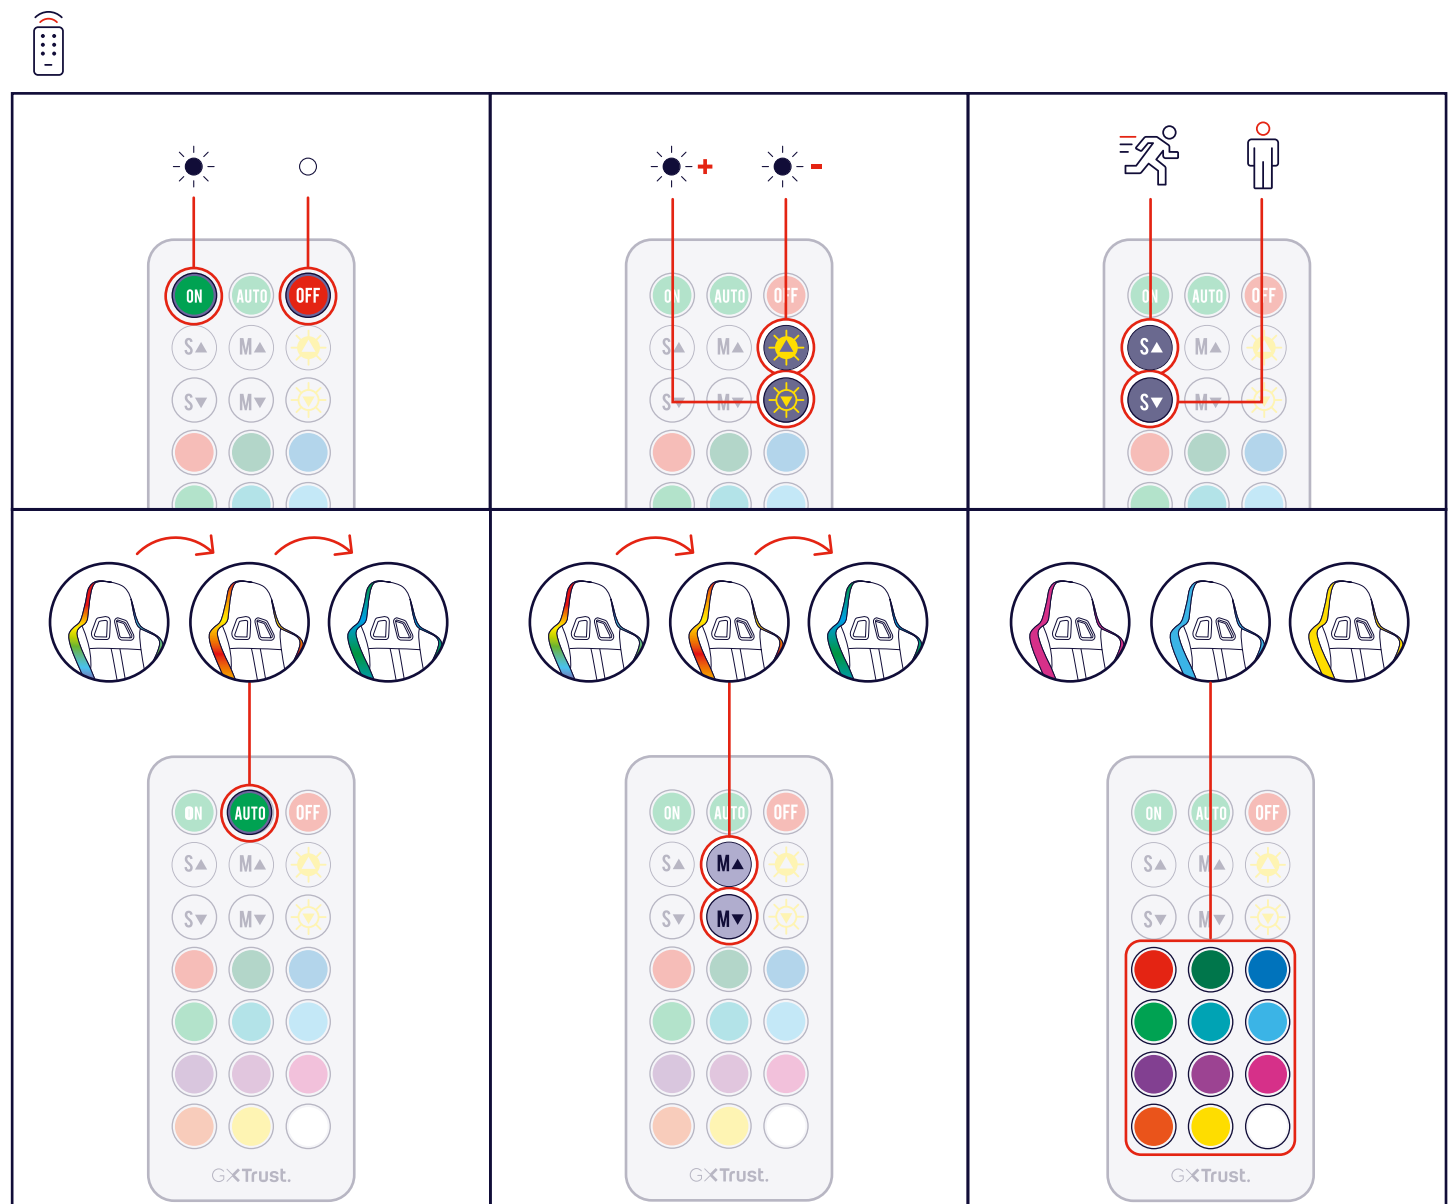 + -
ON AUTO OFF
S▲ M▲
S▼ M▼
ON AUTO OFF
S▲ M▲
S▼ M▼
ON AUTO OFF
S▲ M▲
S▼ M▼
ON AUTO OFF
S▲ M▲
S▼ M▼
GXTrust.
ON AUTO OFF
S▲ M▲
S▼ M▼
GXTrust.
ON AUTO OFF
S▲ M▲
S▼ M▼
GXTrust.